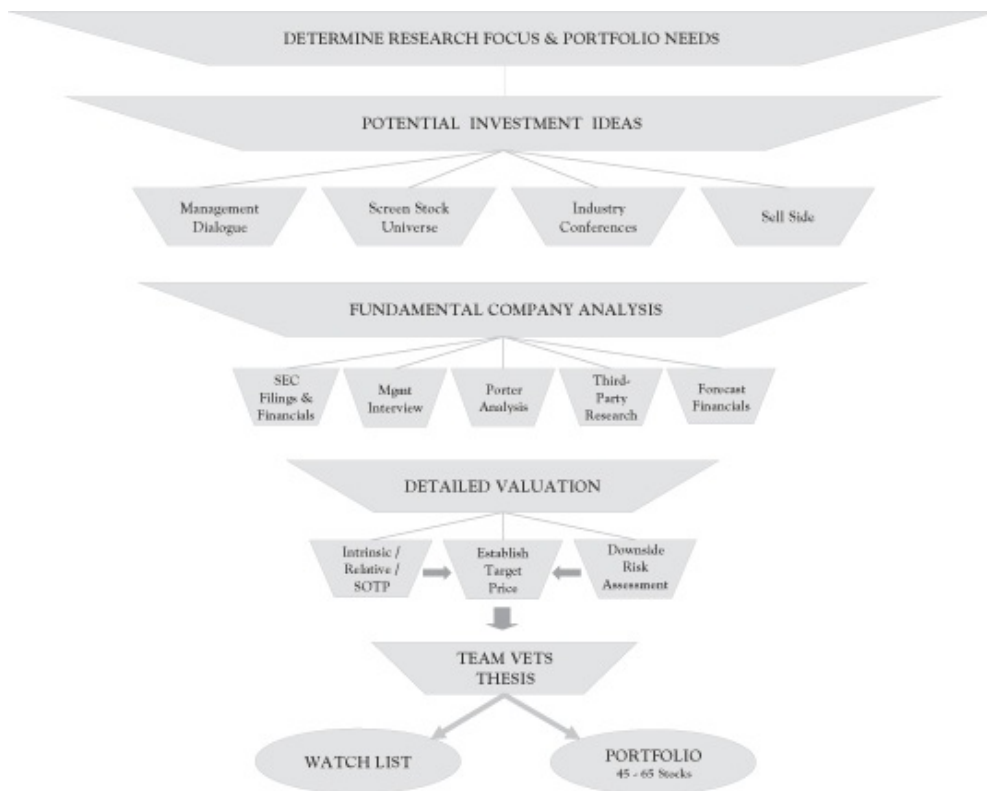 DETERMINE RESEARCH FOCUS & PORTFOLIO NEEDS
POTENTIAL INVESTMENT IDEAS
Management
Dialogue
Screen Stock
Universe
Industry
Conferences
Sell Side
FUNDAMENTAL COMPANY ANALYSIS
SEC
Filings &
Financials
Mgmt
Interview
Porter
Analysis
Third-
Party
Research
Forecast
Financials
DETAILED VALUATION
Intrinsic /
Relative /
SOTP
Establish
Target
Price
Downside
Risk
Assessment
TEAM VETS
THESIS
WATCH LIST
PORTFOLIO
45 - 65 Stocks